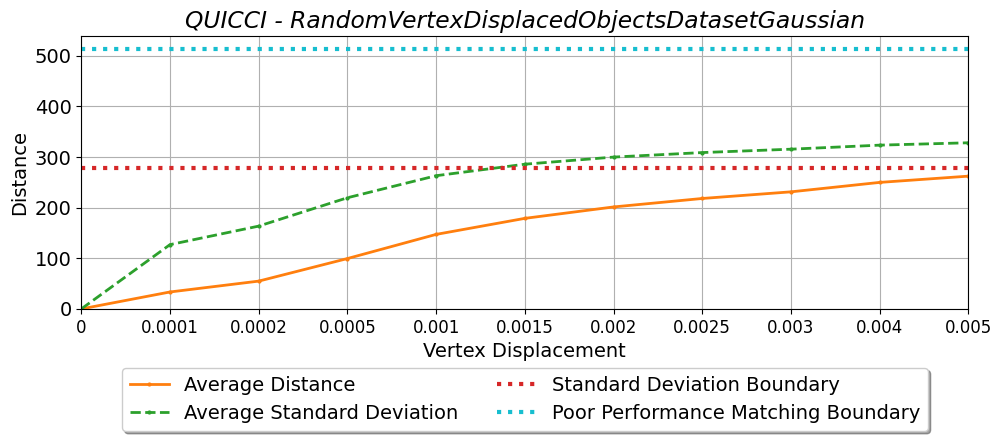 QUICCI - RandomVertexDisplacedObjectsDatasetGaussian
500
400
300
200
100
0
Distance
0 0.0001 0.0002 0.0005 0.001 0.0015 0.002 0.0025 0.003 0.004 0.005
Vertex Displacement
Average Distance Standard Deviation Boundary
Average Standard Deviation Poor Performance Matching Boundary